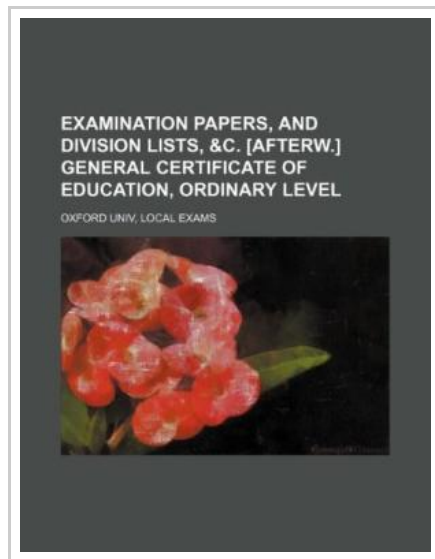 EXAMINATION PAPERS, AND
DIVISION LISTS, &C. [AFTERW.]
GENERAL CERTIFICATE OF
EDUCATION, ORDINARY LEVEL
OXFORD UNIV, LOCAL EXAMS